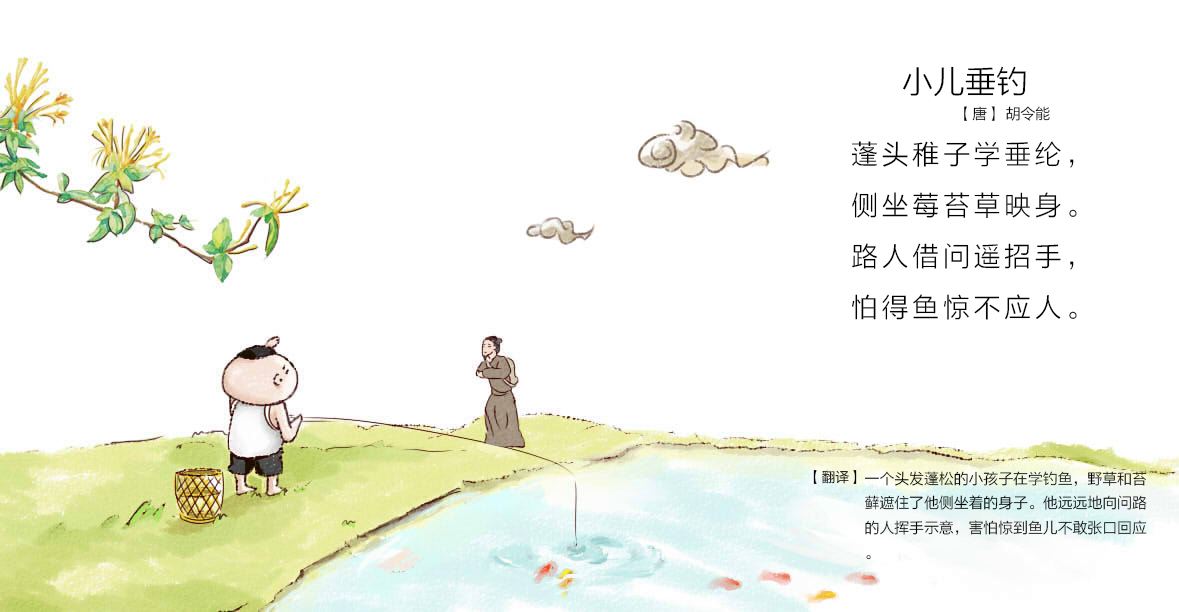 小儿垂钓
【唐】胡令能
蓬头稚子学垂纶，
侧坐莓苔草映身。
路人借问遥招手，
怕得鱼惊不应人。
【翻译】一个头发蓬松的小孩子在学钓鱼，野草和苔
藓遮住了他侧坐着的身子。他远远地向问路
的人挥手示意，害怕惊到鱼儿不敢张口回应
。